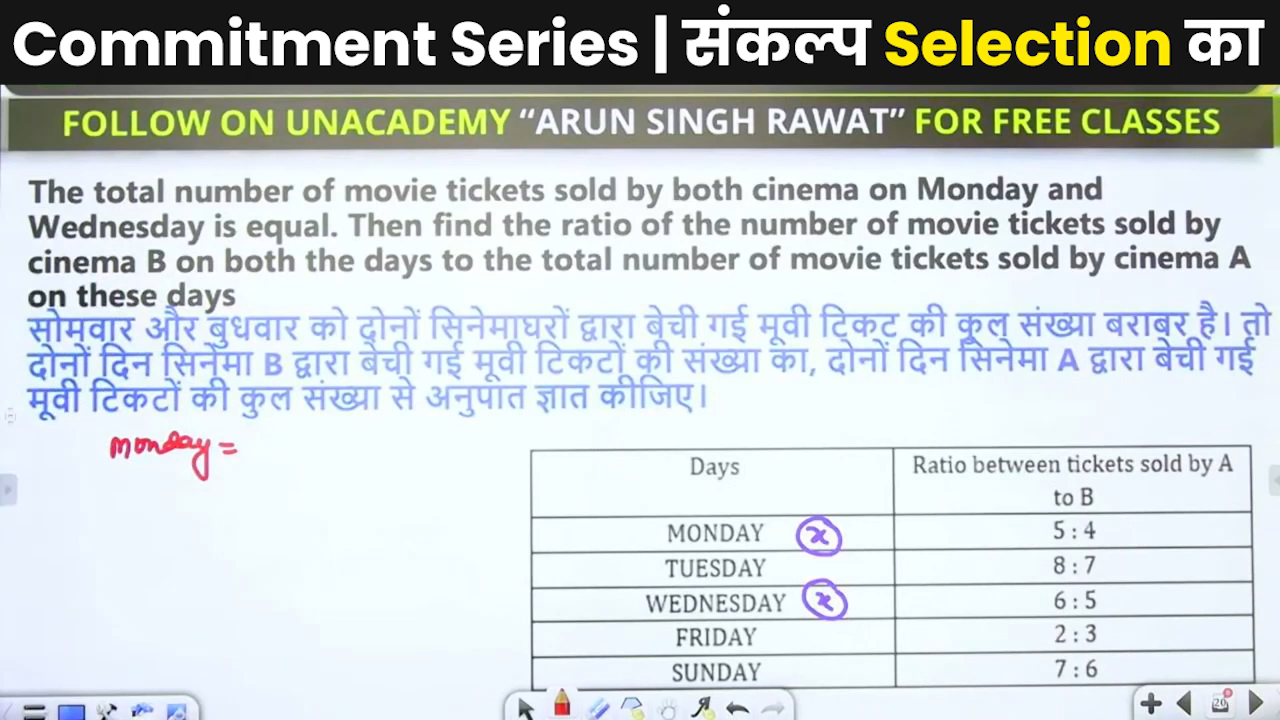 Commitment Series | संकल्प Selection का
FOLLOW ON UNACADEMY “ARUN SINGH RAWAT” FOR FREE CLASSES
The total number of movie tickets sold by both cinema on Monday and
Wednesday is equal. Then find the ratio of the number of movie tickets sold by
cinema B on both the days to the total number of movie tickets sold by cinema A
on these days
सोमवार और बुधवार को दोनों सिनेमाघरों द्वारा बेची गई मूवी टिकट की कुल संख्या बराबर है। तो
दोनों दिन सिनेमा B द्वारा बेची गई मूवी टिकटों की संख्या का, दोनों दिन सिनेमा A द्वारा बेची गई
मूवी टिकटों की कुल संख्या से अनुपात ज्ञात कीजिए।
monday =
Days Ratio between tickets sold by A
to B
MONDAY x 5 : 4
TUESDAY 8 : 7
WEDNESDAY x 6 : 5
FRIDAY 2 : 3
SUNDAY 7 : 6
20